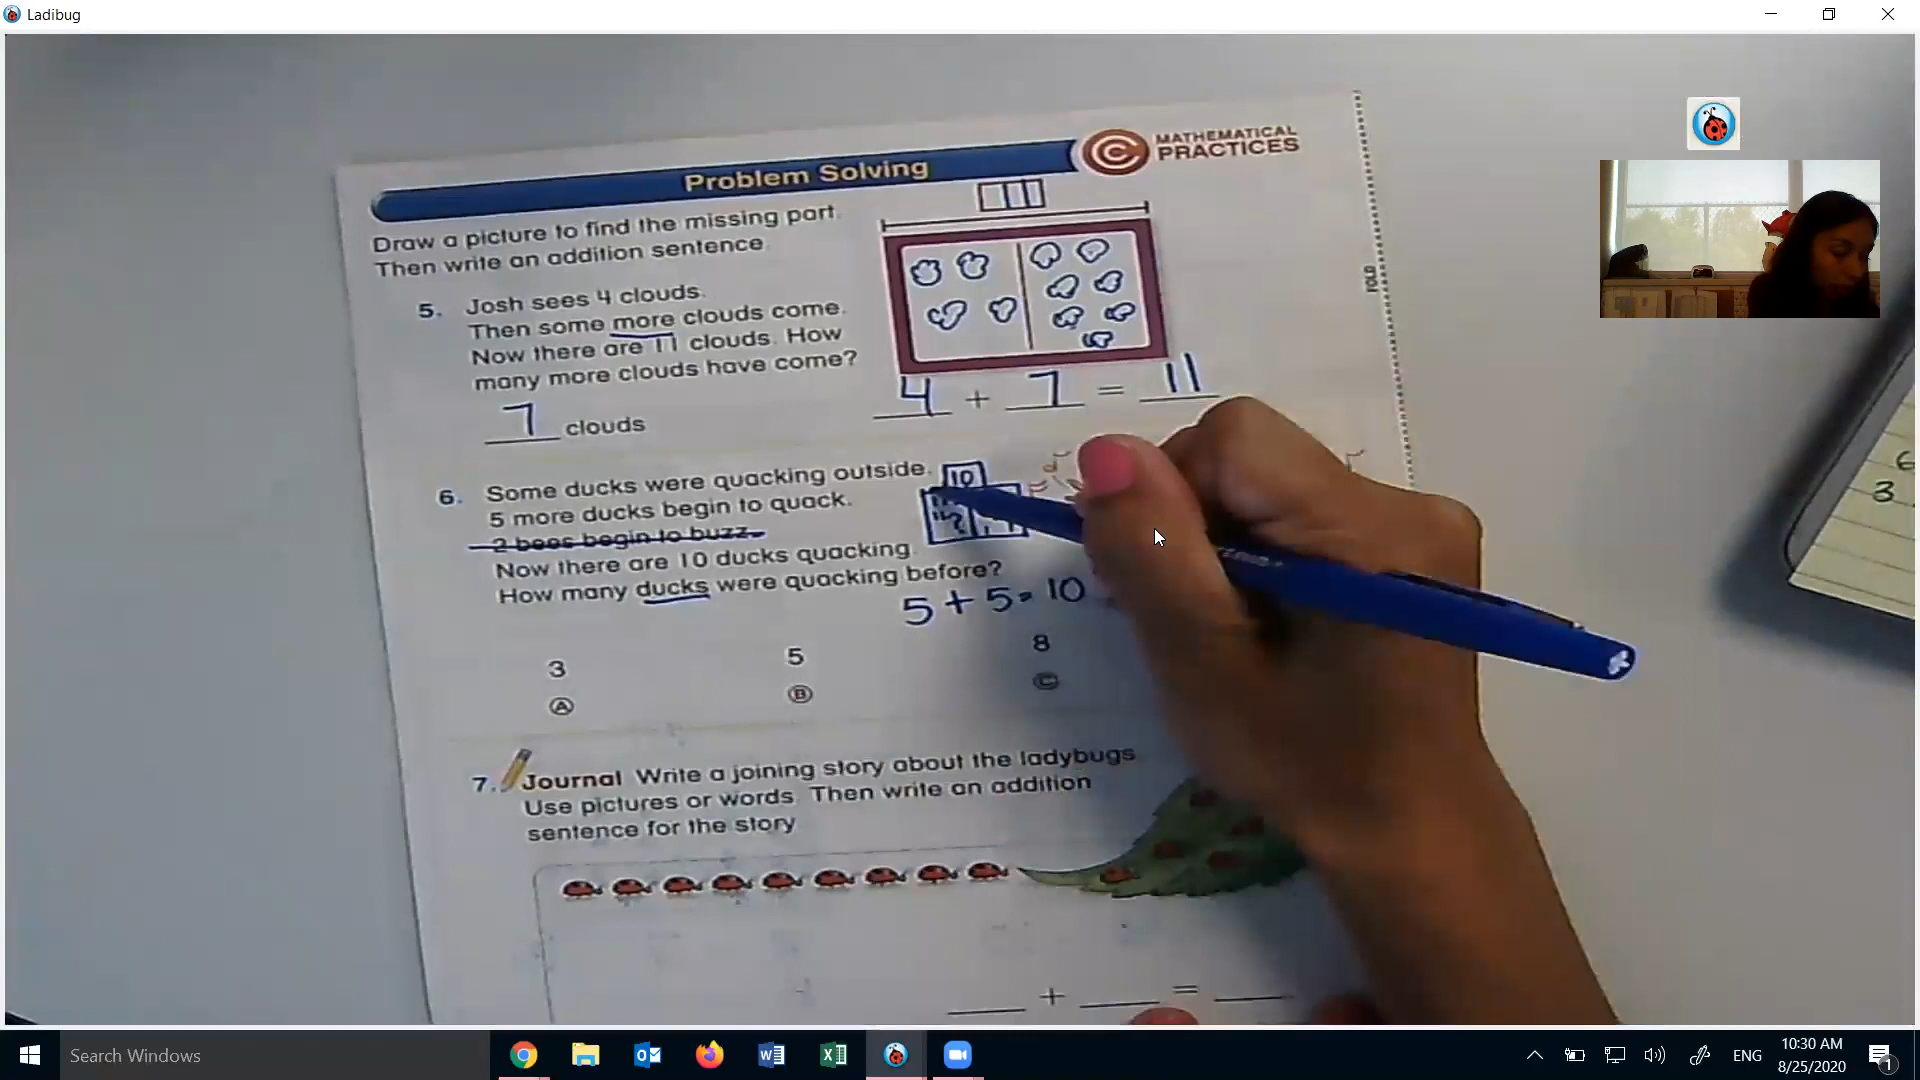 Ladibug
Problem Solving
MATHEMATICAL
PRACTICES
Draw a picture to find the missing part.
Then write an addition sentence.
FOLD
5. Josh sees 4 clouds.
Then some more clouds come.
Now there are 11 clouds. How
many more clouds have come?
7 clouds
4 + 7 = 11
6. Some ducks were quacking outside.
5 more ducks begin to quack.
2 bees begin to buzz.
Now there are 10 ducks quacking.
How many ducks were quacking before?
10
?
5 + 5 = 10
3 5 8
A B C
7. Journal Write a joining story about the ladybugs.
Use pictures or words. Then write an addition
sentence for the story
+ =
6
3
Search Windows
ENG
10:30 AM
8/25/2020
1